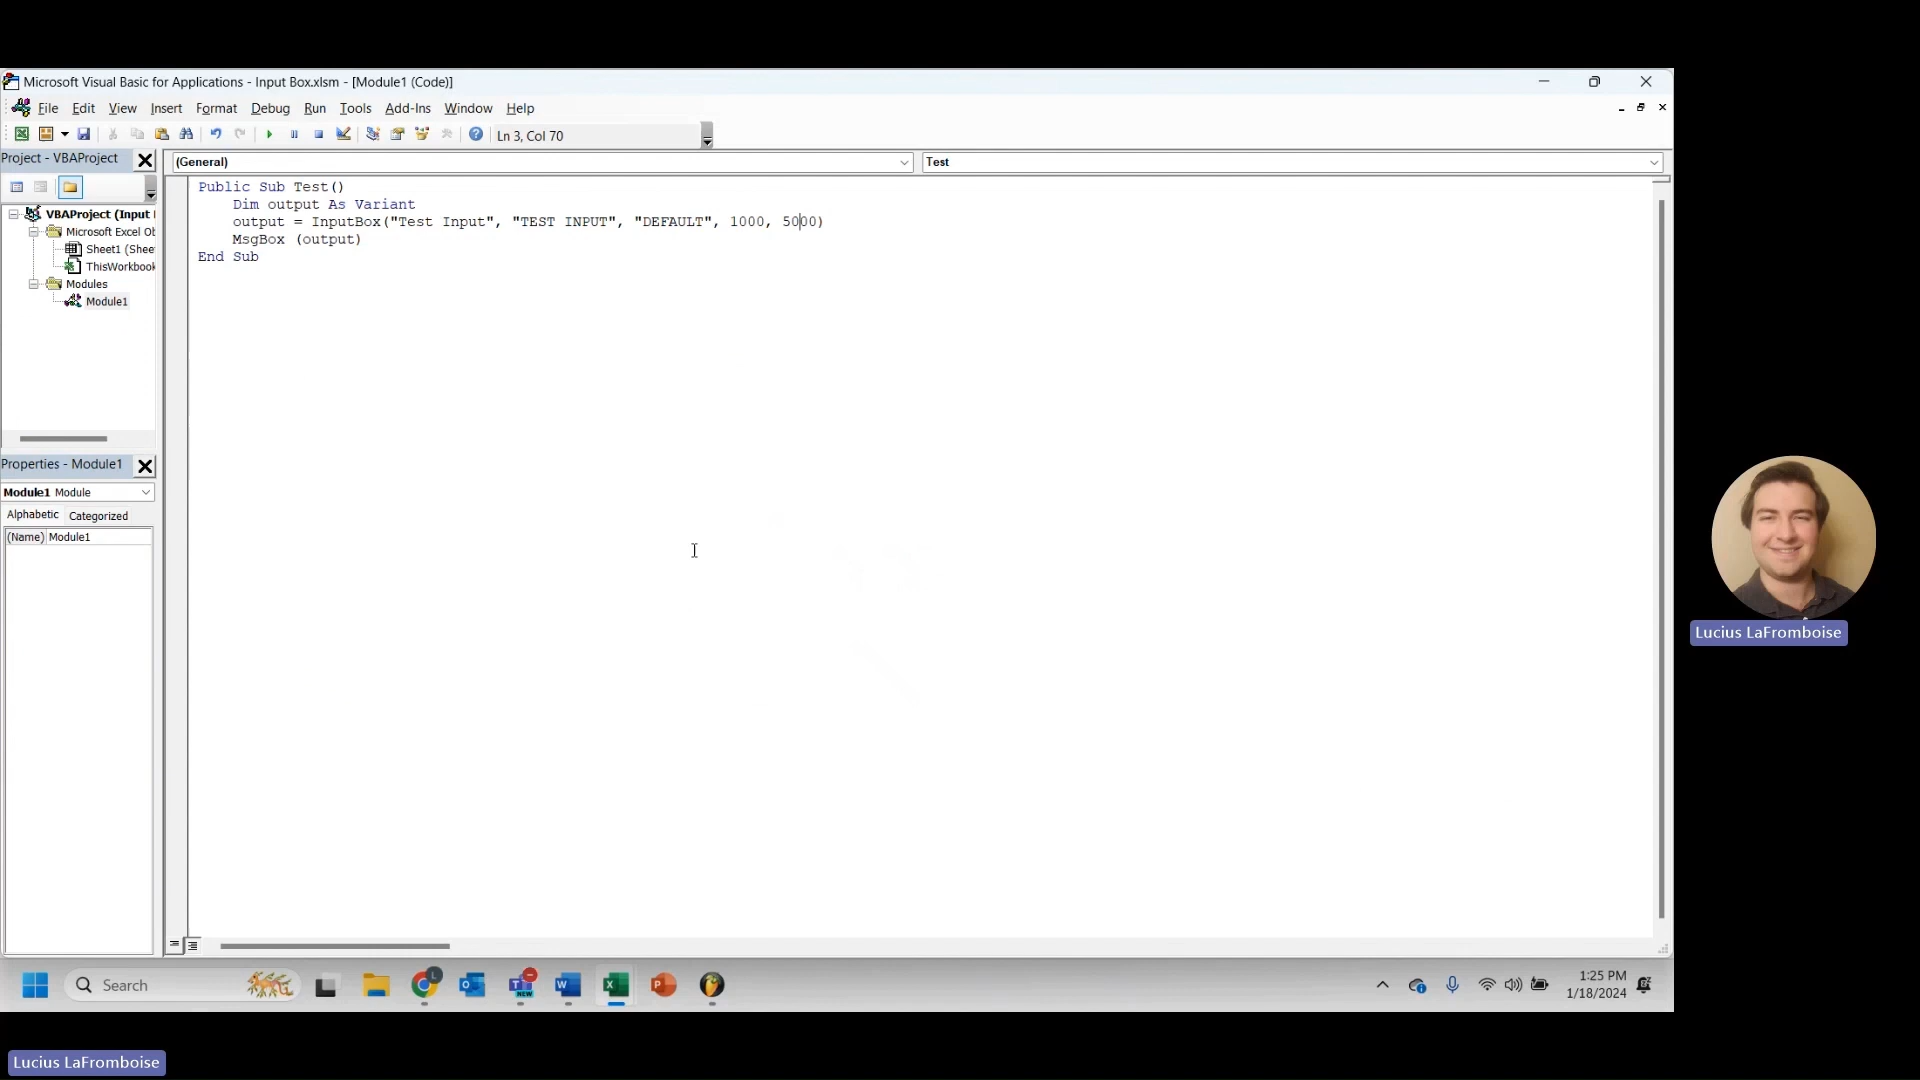 Microsoft Visual Basic for Applications - Input Box.xlsm - [Module1 (Code)]
File Edit View Insert Format Debug Run Tools Add-Ins Window Help
Ln 3, Col 70
Project - VBAProject
(General)
Test
VBAProject (Input
Microsoft Excel Ob
Sheet1 (Shee
ThisWorkbook
Modules
Module1
Public Sub Test()
Dim output As Variant
output = InputBox("Test Input", "TEST INPUT", "DEFAULT", 1000, 5000)
MsgBox (output)
End Sub
Properties - Module1
Module1 Module
Alphabetic Categorized
(Name) Module1
Search
L
NEW
1:25 PM
1/18/2024
Lucius LaFromboise
Lucius LaFromboise